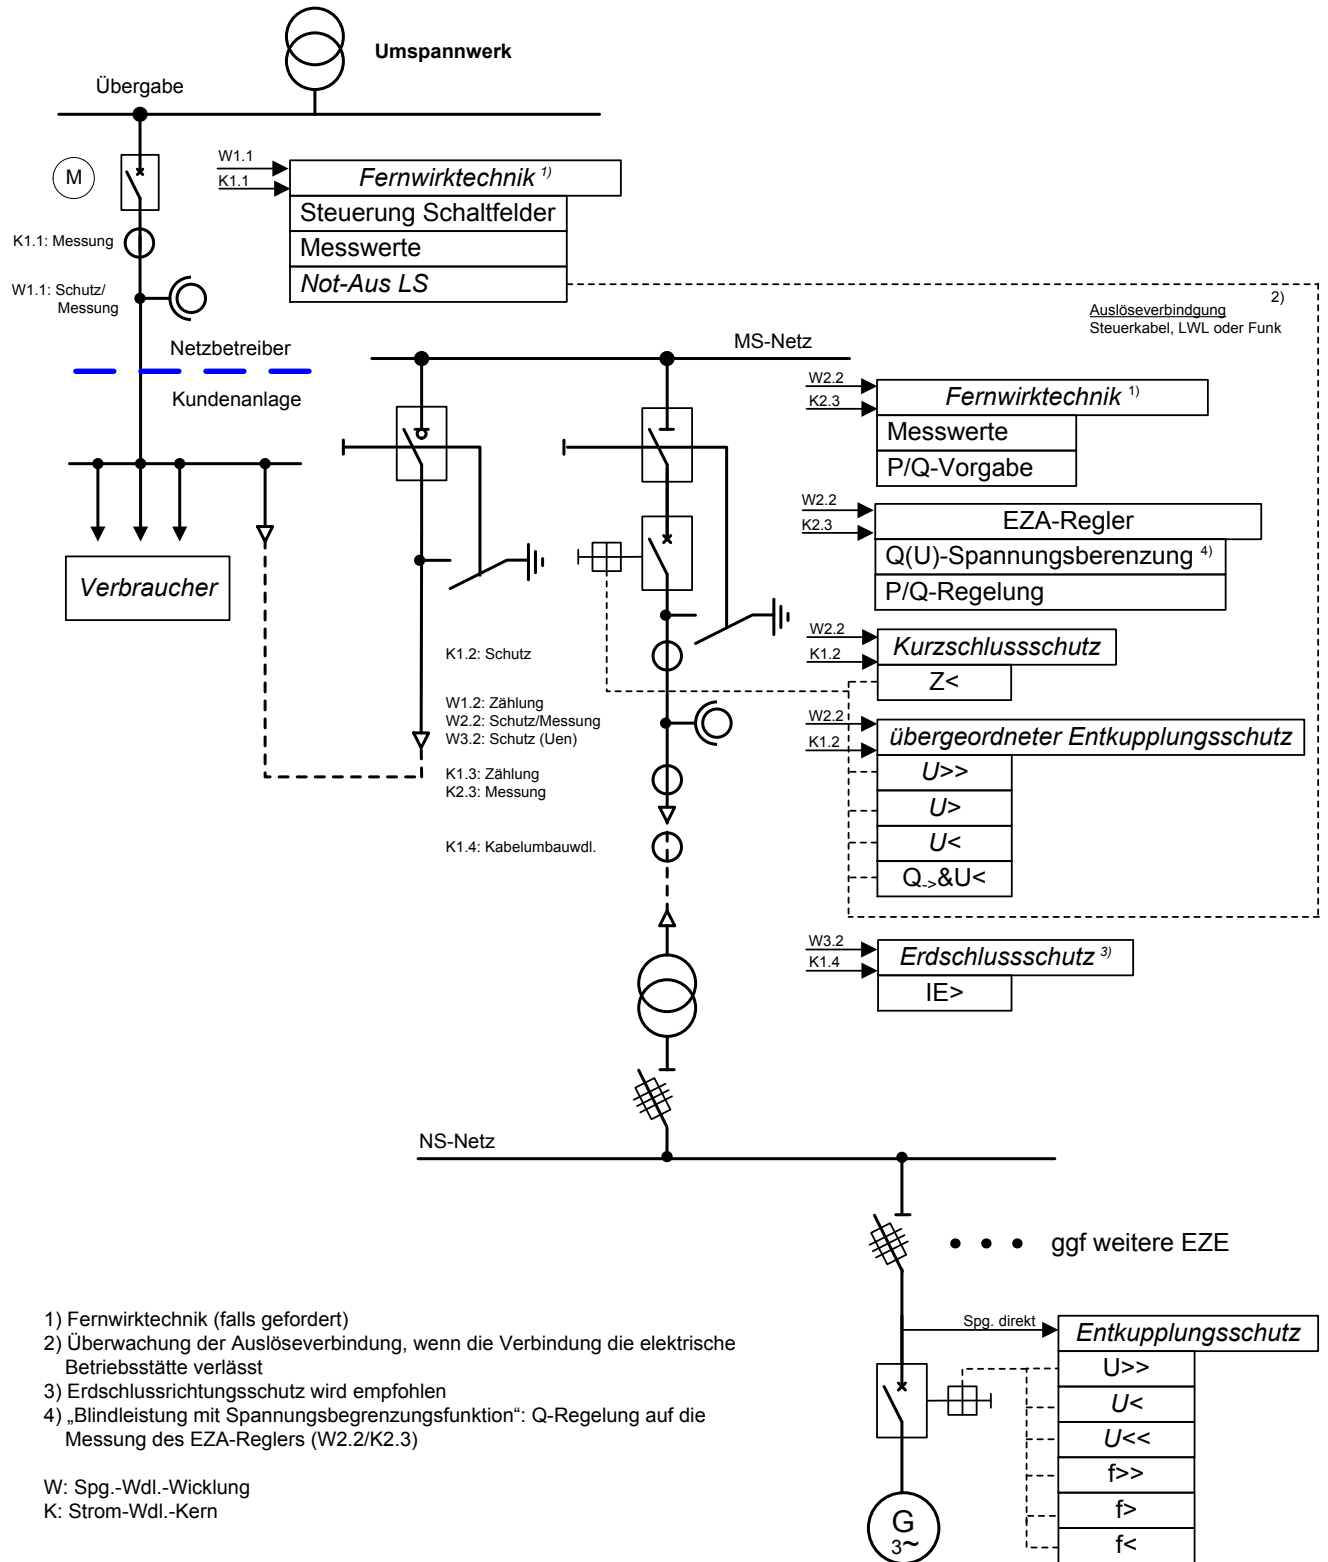 Umspannwerk
Übergabe
M
W1.1
K1.1
Fernwirktechnik 1)
Steuerung Schaltfelder
Messwerte
Not-Aus LS
K1.1: Messung
W1.1: Schutz/
Messung
Netzbetreiber
Kundenanlage
Verbraucher
2)
Auslöseverbindgung
Steuerkabel, LWL oder Funk
MS-Netz
W2.2
K2.3
Fernwirktechnik 1)
Messwerte
P/Q-Vorgabe
W2.2
K2.3
EZA-Regler
Q(U)-Spannungsberenzung 4)
P/Q-Regelung
W2.2
K1.2
Kurzschlussschutz
Z<
W2.2
K1.2
übergeordneter Entkupplungsschutz
U>>
U>
U<
Q->&U<
K1.2: Schutz
W1.2: Zählung
W2.2: Schutz/Messung
W3.2: Schutz (Uen)
K1.3: Zählung
K2.3: Messung
K1.4: Kabelumbauwdl.
W3.2
K1.4
Erdschlussschutz 3)
IE>
NS-Netz
• • • ggf weitere EZE
Spg. direkt
Entkupplungsschutz
U>>
U<
U<<
f>>
f>
f<
G
3~
1) Fernwirktechnik (falls gefordert)
2) Überwachung der Auslöseverbindung, wenn die Verbindung die elektrische
Betriebsstätte verlässt
3) Erdschlussrichtungsschutz wird empfohlen
4) „Blindleistung mit Spannungsbegrenzungsfunktion“: Q-Regelung auf die
Messung des EZA-Reglers (W2.2/K2.3)
W: Spg.-Wdl.-Wicklung
K: Strom-Wdl.-Kern